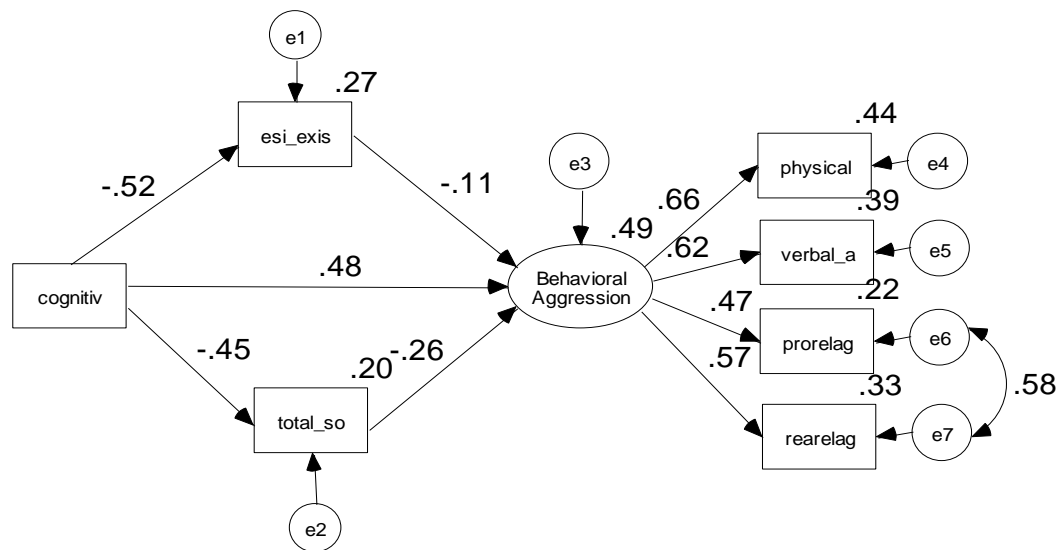 e1
.27
esi_exis
-.52
-.11
e3
.44
physical
e4
.66
.39
.49
.62
verbal_a
e5
Behavioral
Aggression
.48
cognitiv
.22
.47
prorelag
e6
-.45
.20
-.26
.57
.33
.58
total_so
rearelag
e7
e2